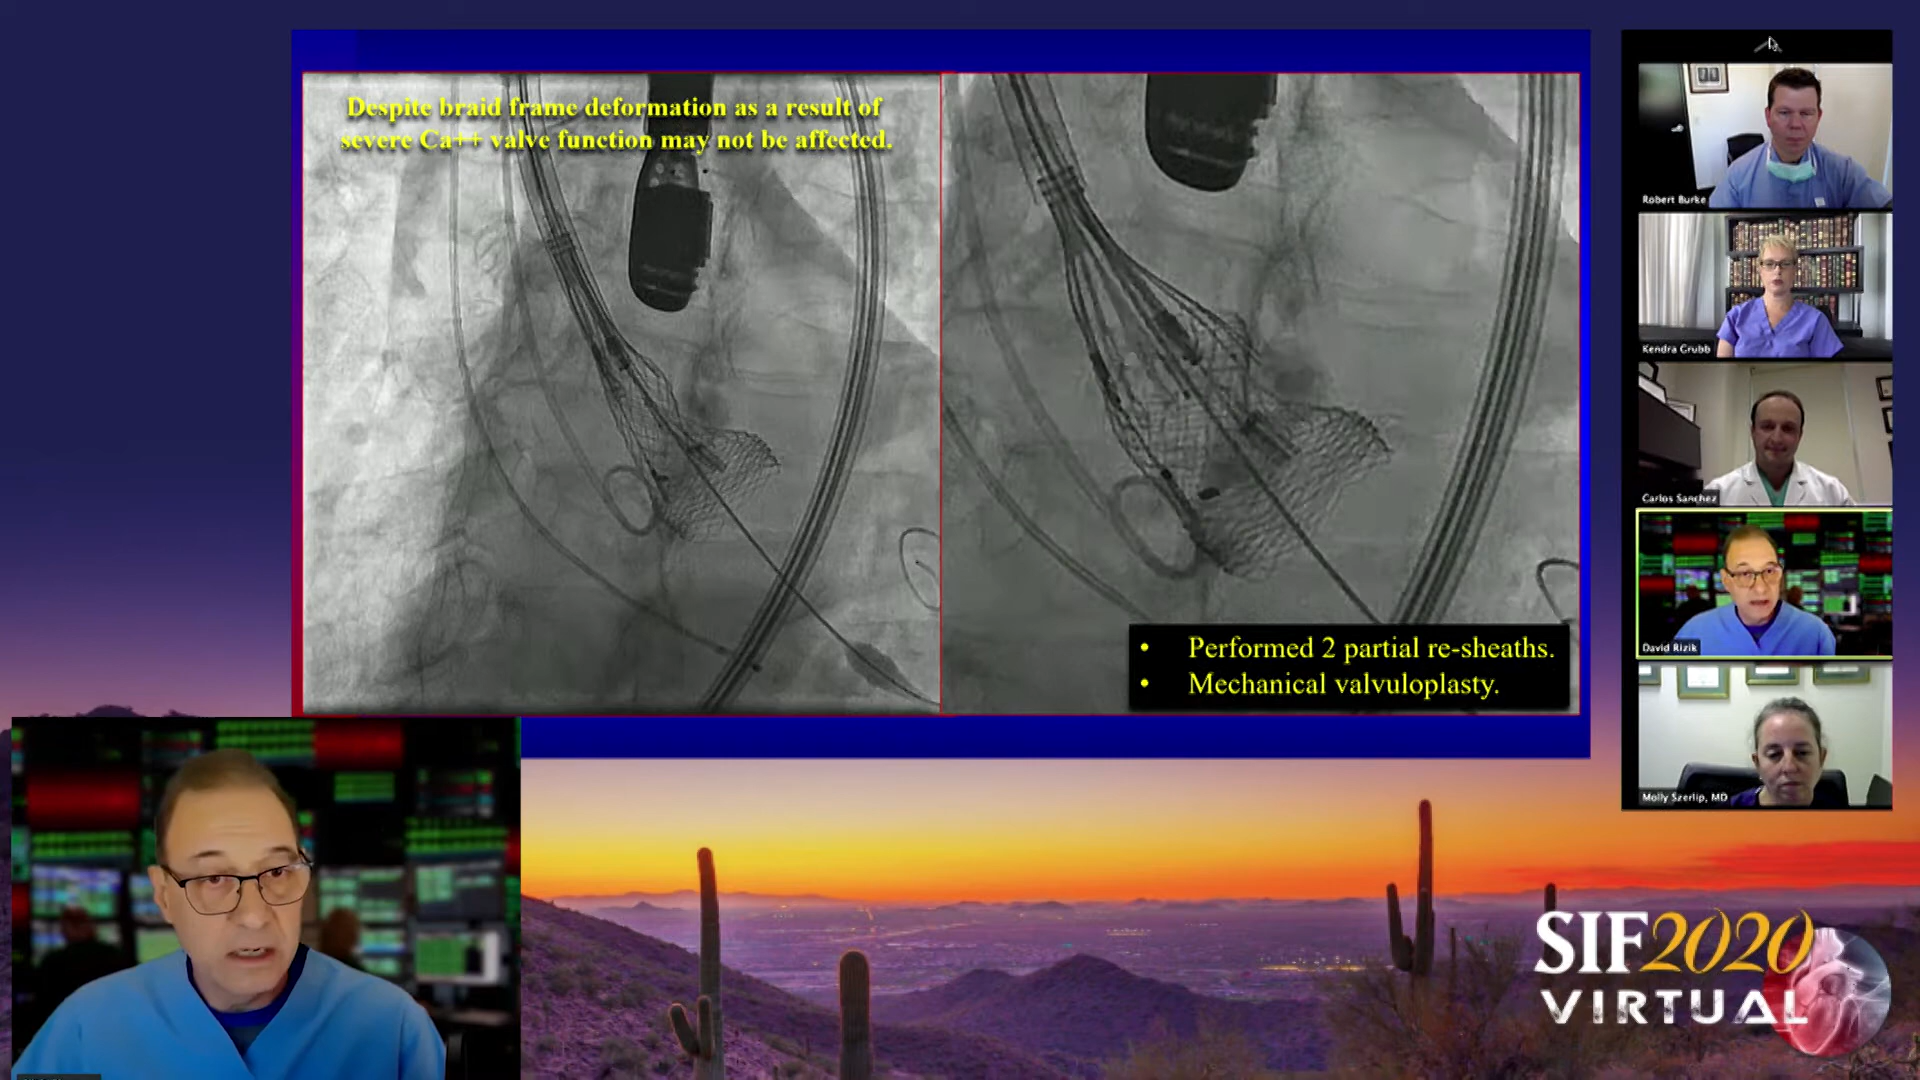 Despite braid frame deformation as a result of
severe Ca++ valve function may not be affected.
• Performed 2 partial re-sheaths.
• Mechanical valvuloplasty.
Robert Burke
Kendra Grubb
Carlos Sanchez
David Rizik
Molly Szerlip, MD
SIF2020
VIRTUAL